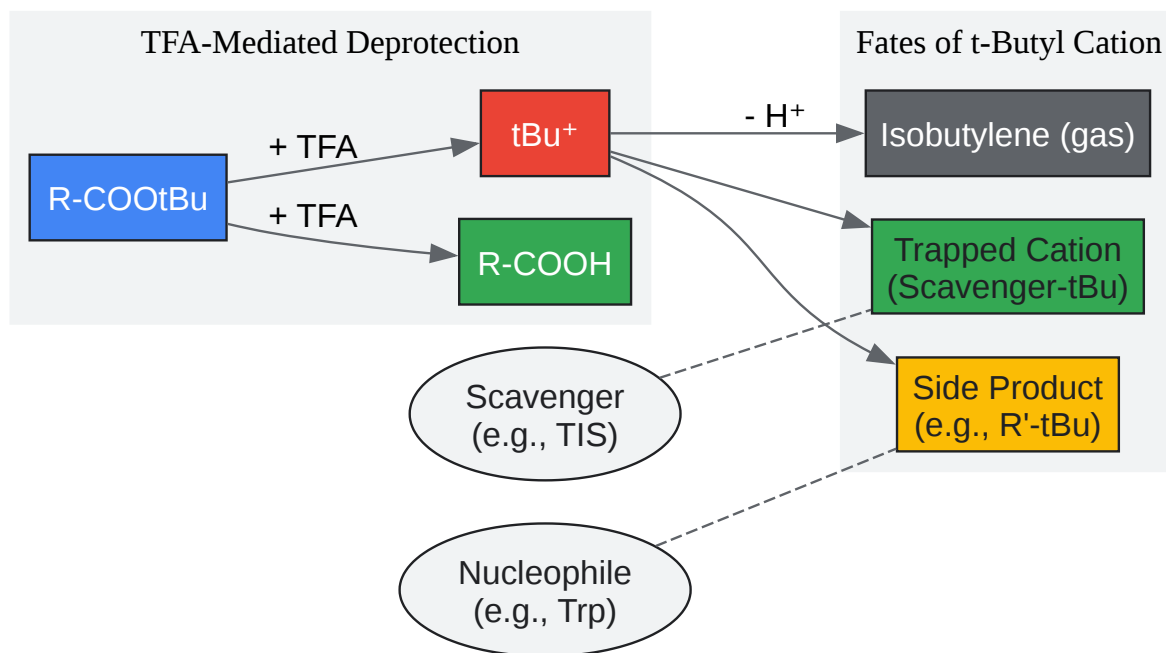 TFA-Mediated Deprotection
Fates of t-Butyl Cation
R-COOtBu
+ TFA
+ TFA
tBu⁺
R-COOH
- H⁺
Isobutylene (gas)
Trapped Cation
(Scavenger-tBu)
Side Product
(e.g., R'-tBu)
Scavenger
(e.g., TIS)
Nucleophile
(e.g., Trp)